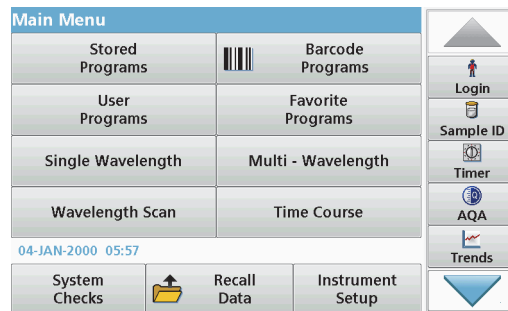 Main Menu
Stored
Programs
Barcode
Programs
User
Programs
Favorite
Programs
Single Wavelength
Multi - Wavelength
Wavelength Scan
Time Course
04-JAN-2000 05:57
System
Checks
Recall
Data
Instrument
Setup
Login
Sample ID
Timer
AQA
Trends